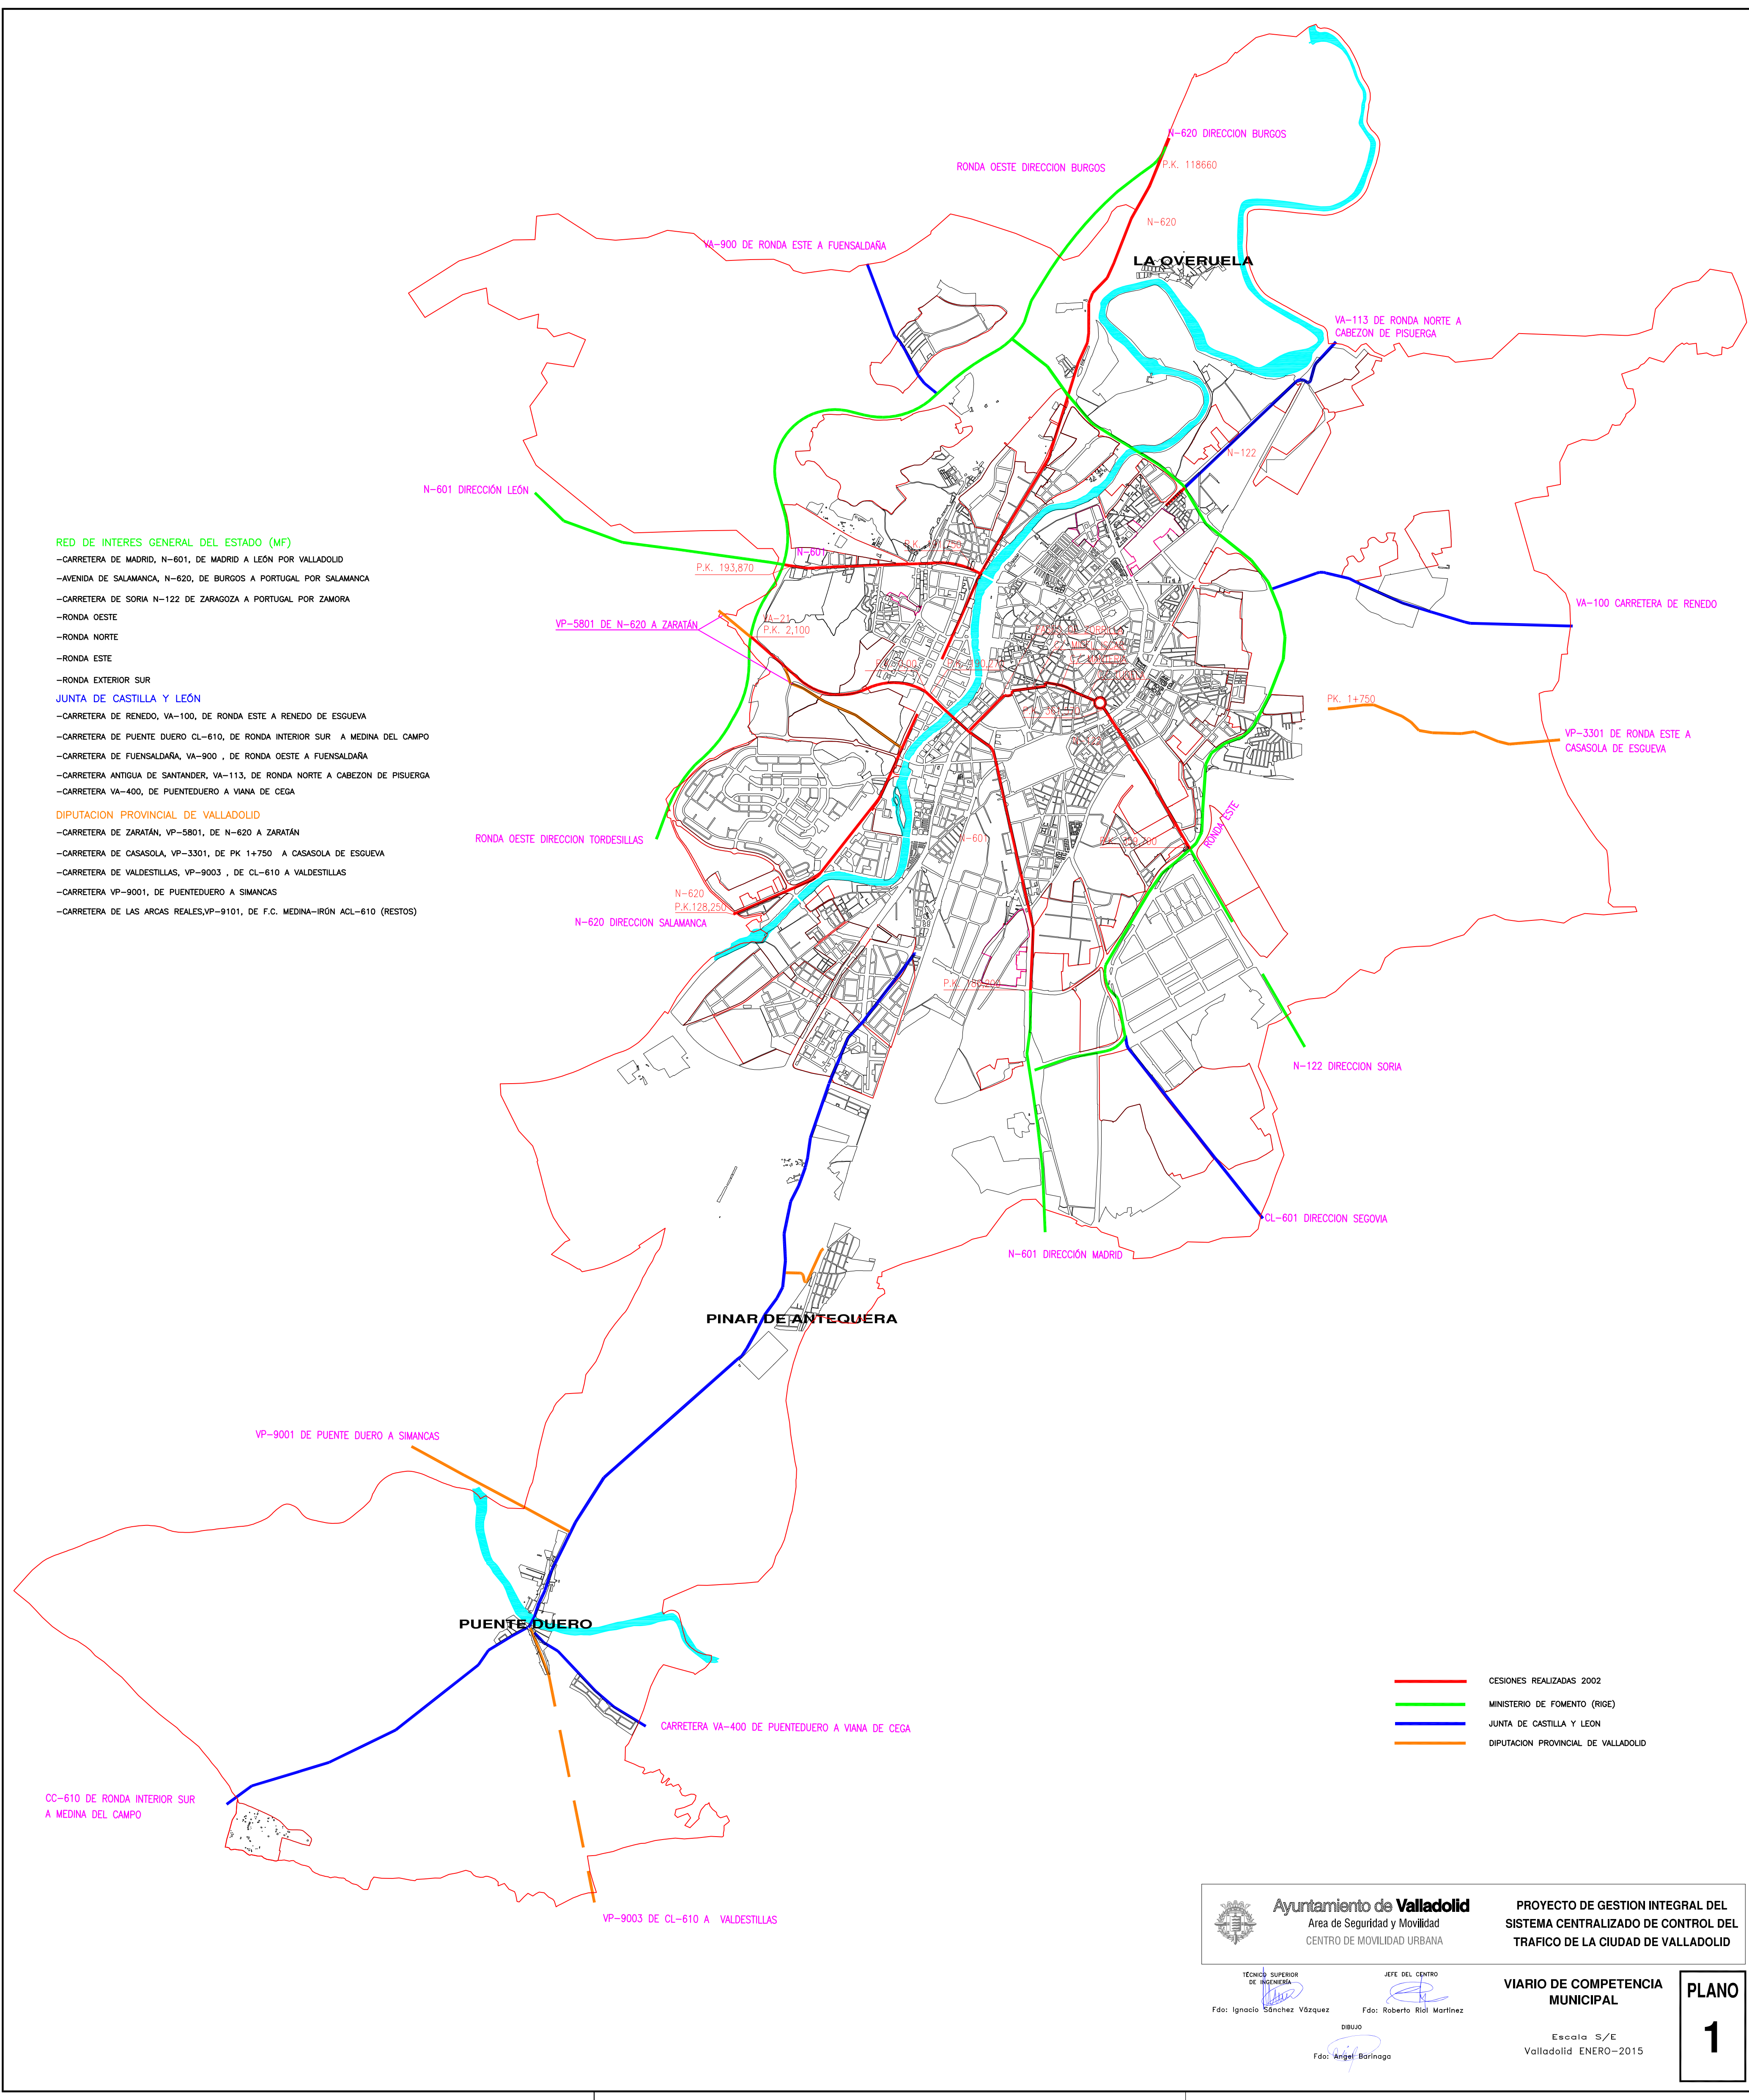 N-620 DIRECCION BURGOS
RONDA OESTE DIRECCION BURGOS
P.K. 118660
N-620
VA-900 DE RONDA ESTE A FUENSALDAÑA
LA OVERUELA
VA-113 DE RONDA NORTE A
CABEZON DE PISUERGA
N-122
N-601 DIRECCIÓN LEÓN
N-601
P.K. 193,870
VA-100 CARRETERA DE RENEDO
VP-5801 DE N-620 A ZARATÁN
VA-21
P.K. 2,100
PK. 1+750
VP-3301 DE RONDA ESTE A
CASASOLA DE ESGUEVA
RONDA ESTE
RONDA OESTE DIRECCION TORDESILLAS
N-601
N-620
P.K.128,250
N-620 DIRECCION SALAMANCA
N-122 DIRECCION SORIA
CL-601 DIRECCION SEGOVIA
N-601 DIRECCIÓN MADRID
PINAR DE ANTEQUERA
VP-9001 DE PUENTE DUERO A SIMANCAS
PUENTE DUERO
CARRETERA VA-400 DE PUENTEDUERO A VIANA DE CEGA
CC-610 DE RONDA INTERIOR SUR
A MEDINA DEL CAMPO
VP-9003 DE CL-610 A VALDESTILLAS
RED DE INTERES GENERAL DEL ESTADO (MF)
-CARRETERA DE MADRID, N-601, DE MADRID A LEÓN POR VALLADOLID
-AVENIDA DE SALAMANCA, N-620, DE BURGOS A PORTUGAL POR SALAMANCA
-CARRETERA DE SORIA N-122 DE ZARAGOZA A PORTUGAL POR ZAMORA
-RONDA OESTE
-RONDA NORTE
-RONDA ESTE
-RONDA EXTERIOR SUR
JUNTA DE CASTILLA Y LEÓN
-CARRETERA DE RENEDO, VA-100, DE RONDA ESTE A RENEDO DE ESGUEVA
-CARRETERA DE PUENTE DUERO CL-610, DE RONDA INTERIOR SUR A MEDINA DEL CAMPO
-CARRETERA DE FUENSALDAÑA, VA-900 , DE RONDA OESTE A FUENSALDAÑA
-CARRETERA ANTIGUA DE SANTANDER, VA-113, DE RONDA NORTE A CABEZON DE PISUERGA
-CARRETERA VA-400, DE PUENTEDUERO A VIANA DE CEGA
DIPUTACION PROVINCIAL DE VALLADOLID
-CARRETERA DE ZARATÁN, VP-5801, DE N-620 A ZARATÁN
-CARRETERA DE CASASOLA, VP-3301, DE PK 1+750 A CASASOLA DE ESGUEVA
-CARRETERA DE VALDESTILLAS, VP-9003 , DE CL-610 A VALDESTILLAS
-CARRETERA VP-9001, DE PUENTEDUERO A SIMANCAS
-CARRETERA DE LAS ARCAS REALES,VP-9101, DE F.C. MEDINA-IRÚN ACL-610 (RESTOS)
CESIONES REALIZADAS 2002
MINISTERIO DE FOMENTO (RIGE)
JUNTA DE CASTILLA Y LEON
DIPUTACION PROVINCIAL DE VALLADOLID
Ayuntamiento de Valladolid
Area de Seguridad y Movilidad
CENTRO DE MOVILIDAD URBANA
PROYECTO DE GESTION INTEGRAL DEL
SISTEMA CENTRALIZADO DE CONTROL DEL
TRAFICO DE LA CIUDAD DE VALLADOLID
TÉCNICO SUPERIOR
DE INGENIERÍA
Fdo: Ignacio Sánchez Vázquez
JEFE DEL CENTRO
Fdo: Roberto Riol Martínez
DIBUJO
Fdo: Angel Barinaga
VIARIO DE COMPETENCIA
MUNICIPAL
Escala S/E
Valladolid ENERO-2015
PLANO
1